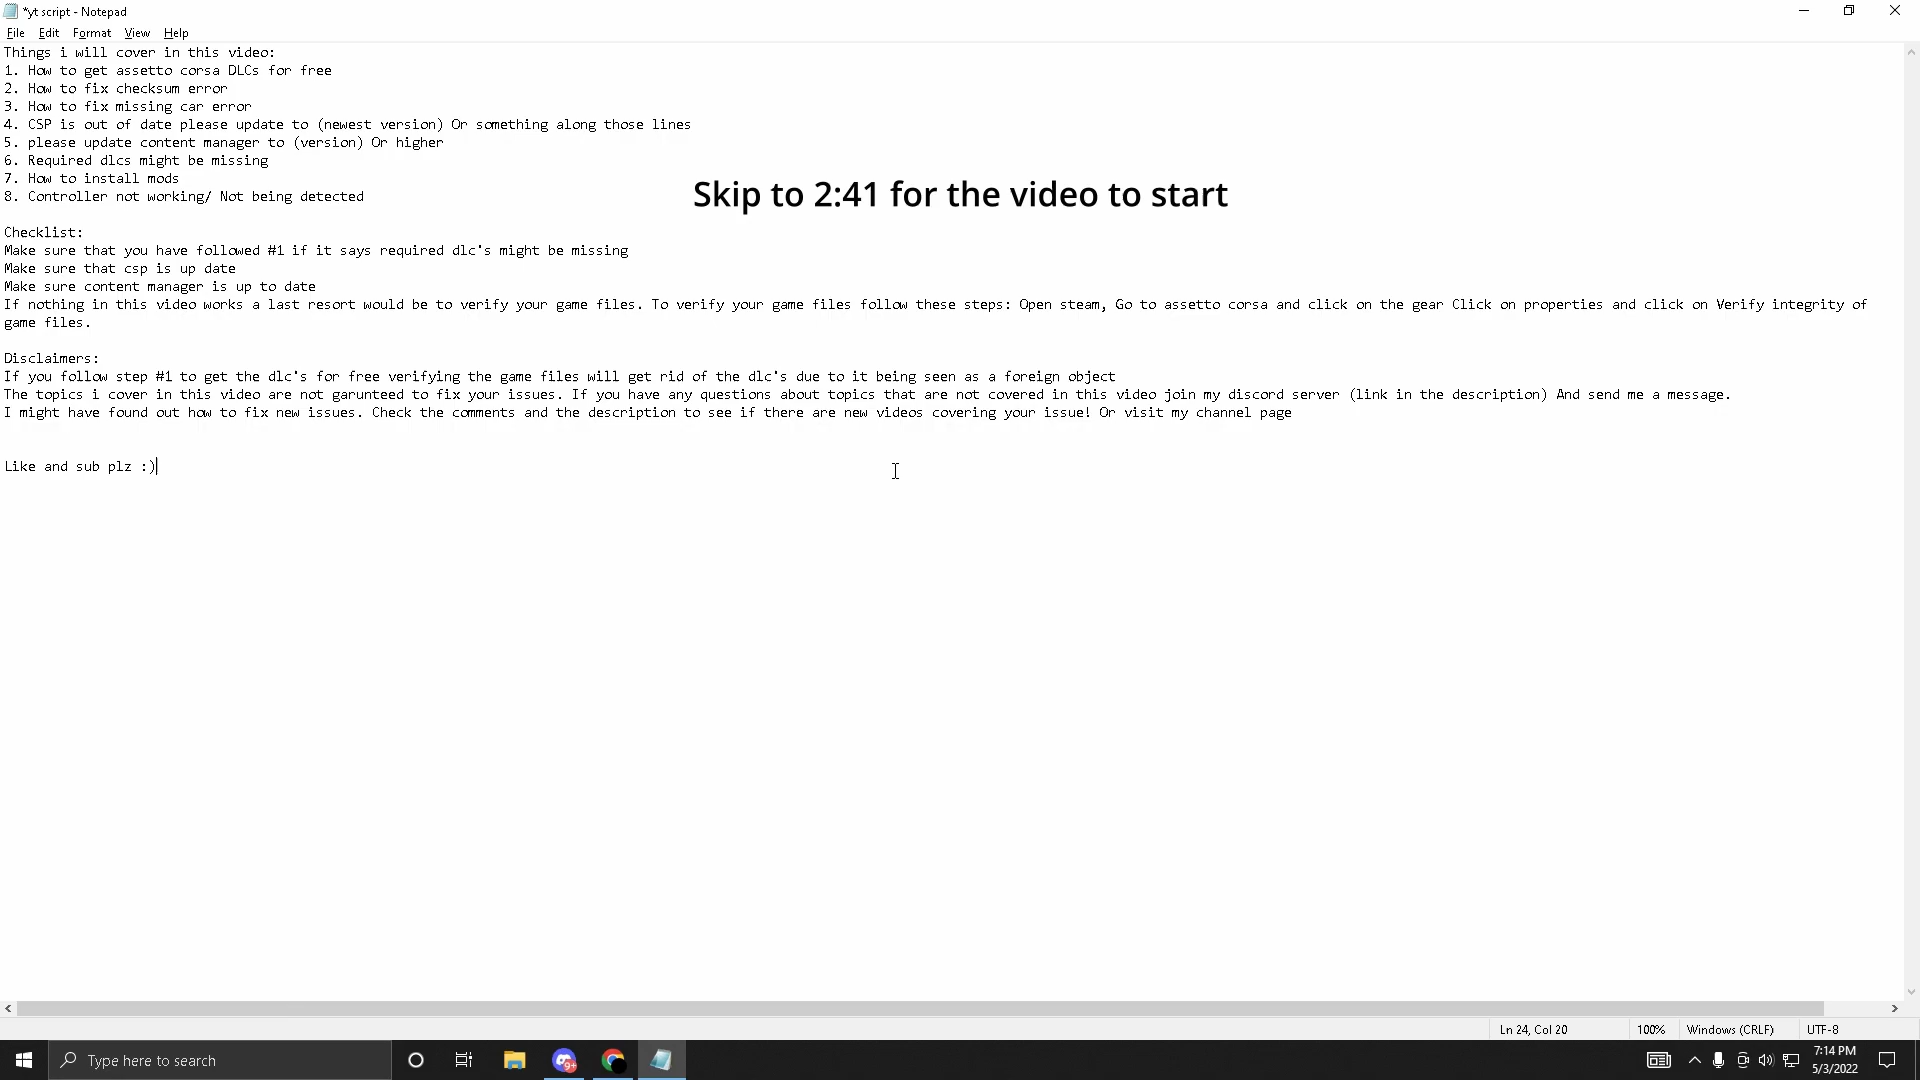 *yt script - Notepad
File Edit Format View Help
Things i will cover in this video:
1. How to get assetto corsa DLCs for free
2. How to fix checksum error
3. How to fix missing car error
4. CSP is out of date please update to (newest version) Or something along those lines
5. please update content manager to (version) Or higher
6. Required dlcs might be missing
7. How to install mods
8. Controller not working/ Not being detected
Skip to 2:41 for the video to start
Checklist:
Make sure that you have followed #1 if it says required dlc's might be missing
Make sure that csp is up date
Make sure content manager is up to date
If nothing in this video works a last resort would be to verify your game files. To verify your game files follow these steps: Open steam, Go to assetto corsa and click on the gear Click on properties and click on Verify integrity of
game files.
Disclaimers:
If you follow step #1 to get the dlc's for free verifying the game files will get rid of the dlc's due to it being seen as a foreign object
The topics i cover in this video are not garunteed to fix your issues. If you have any questions about topics that are not covered in this video join my discord server (link in the description) And send me a message.
I might have found out how to fix new issues. Check the comments and the description to see if there are new videos covering your issue! Or visit my channel page
Like and sub plz :)
Ln 24, Col 20 100% Windows (CRLF) UTF-8
Type here to search
9+
7:14 PM
5/3/2022